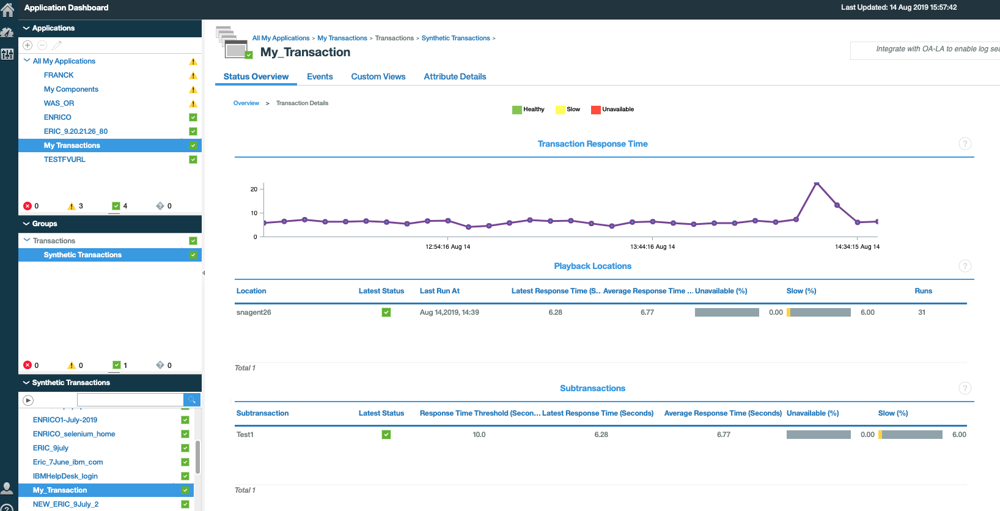 Application Dashboard
Last Updated: 14 Aug 2019 15:57:42
Applications
All My Applications
FRANCK
My Components
WAS_OR
ENRICO
ERIC_9.20.21.26_80
My Transactions
TESTFVURL
0 3 4 0
Groups
Transactions
Synthetic Transactions
0 0 1 0
Synthetic Transactions
ENRICO1-July-2019
ENRICO_selenium_home
ERIC_9july
Eric_7June_ibm_com
IBMHelpDesk_login
My_Transaction
NEW_ERIC_9July_2
All My Applications > My Transactions > Transactions > Synthetic Transactions >
My_Transaction
Integrate with OA-LA to enable log sea
Status Overview Events Custom Views Attribute Details
Overview > Transaction Details
Healthy Slow Unavailable
Transaction Response Time ?
20
10
0
12:54:16 Aug 14 13:44:16 Aug 14 14:34:15 Aug 14
Playback Locations ?
Location Latest Status Last Run At Latest Response Time (S... Average Response Time ... Unavailable (%) Slow (%) Runs
snagent26 Aug 14,2019, 14:39 6.28 6.77 0.00 6.00 31
Total 1
Subtransactions ?
Subtransaction Latest Status Response Time Threshold (Secon... Latest Response Time (Seconds) Average Response Time (Seconds) Unavailable (%) Slow (%)
Test1 10.0 6.28 6.77 0.00 6.00
Total 1